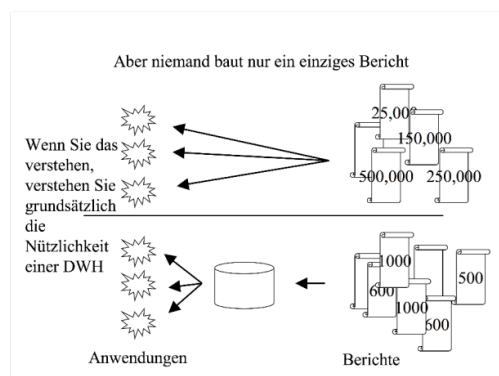 Aber niemand baut nur ein einziges Bericht
25,000
150,000
500,000
250,000
Wenn Sie das
verstehen,
verstehen Sie
grundsätzlich
die
Nützlichkeit
einer DWH
1000
500
600
1000
600
Anwendungen
Berichte